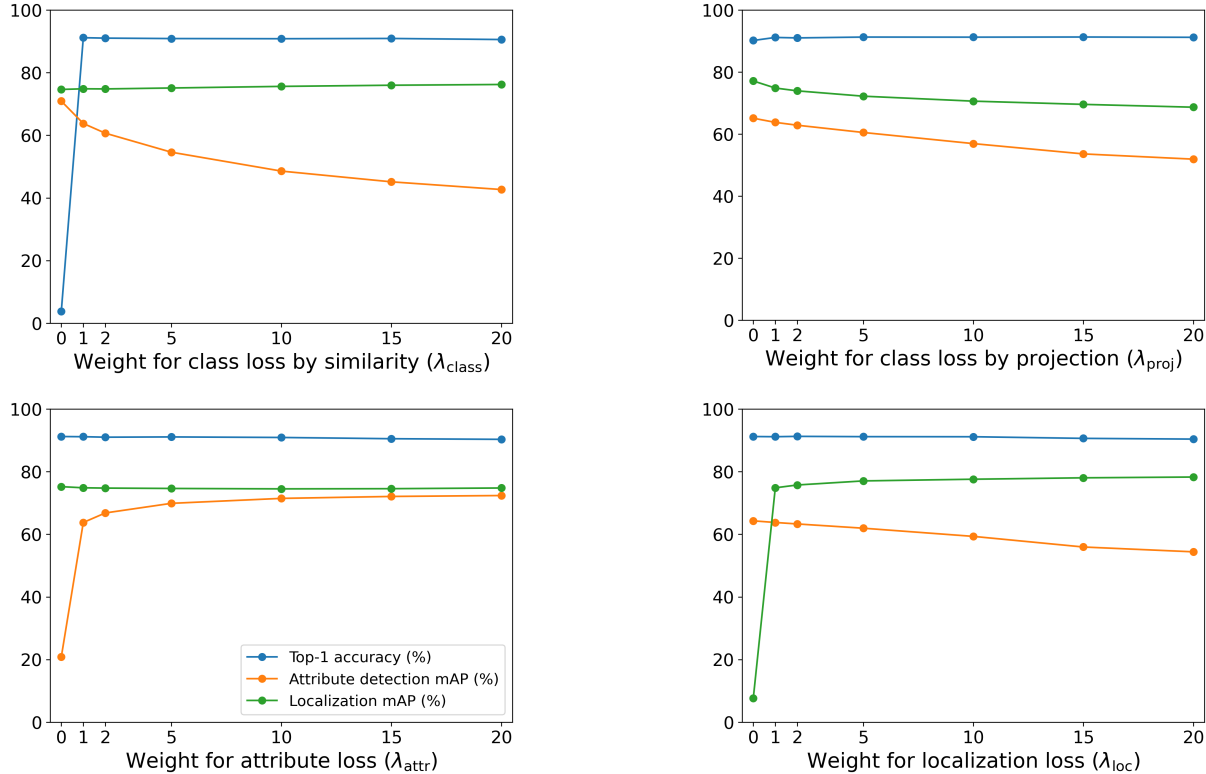 100
80
60
40
20
0
0 1 2 5 10 15 20
Weight for class loss by similarity (λclass)
100
80
60
40
20
0
0 1 2 5 10 15 20
Weight for class loss by projection (λproj)
100
80
60
40
20
0
0 1 2 5 10 15 20
Top-1 accuracy (%)
Attribute detection mAP (%)
Localization mAP (%)
Weight for attribute loss (λattr)
100
80
60
40
20
0
0 1 2 5 10 15 20
Weight for localization loss (λloc)